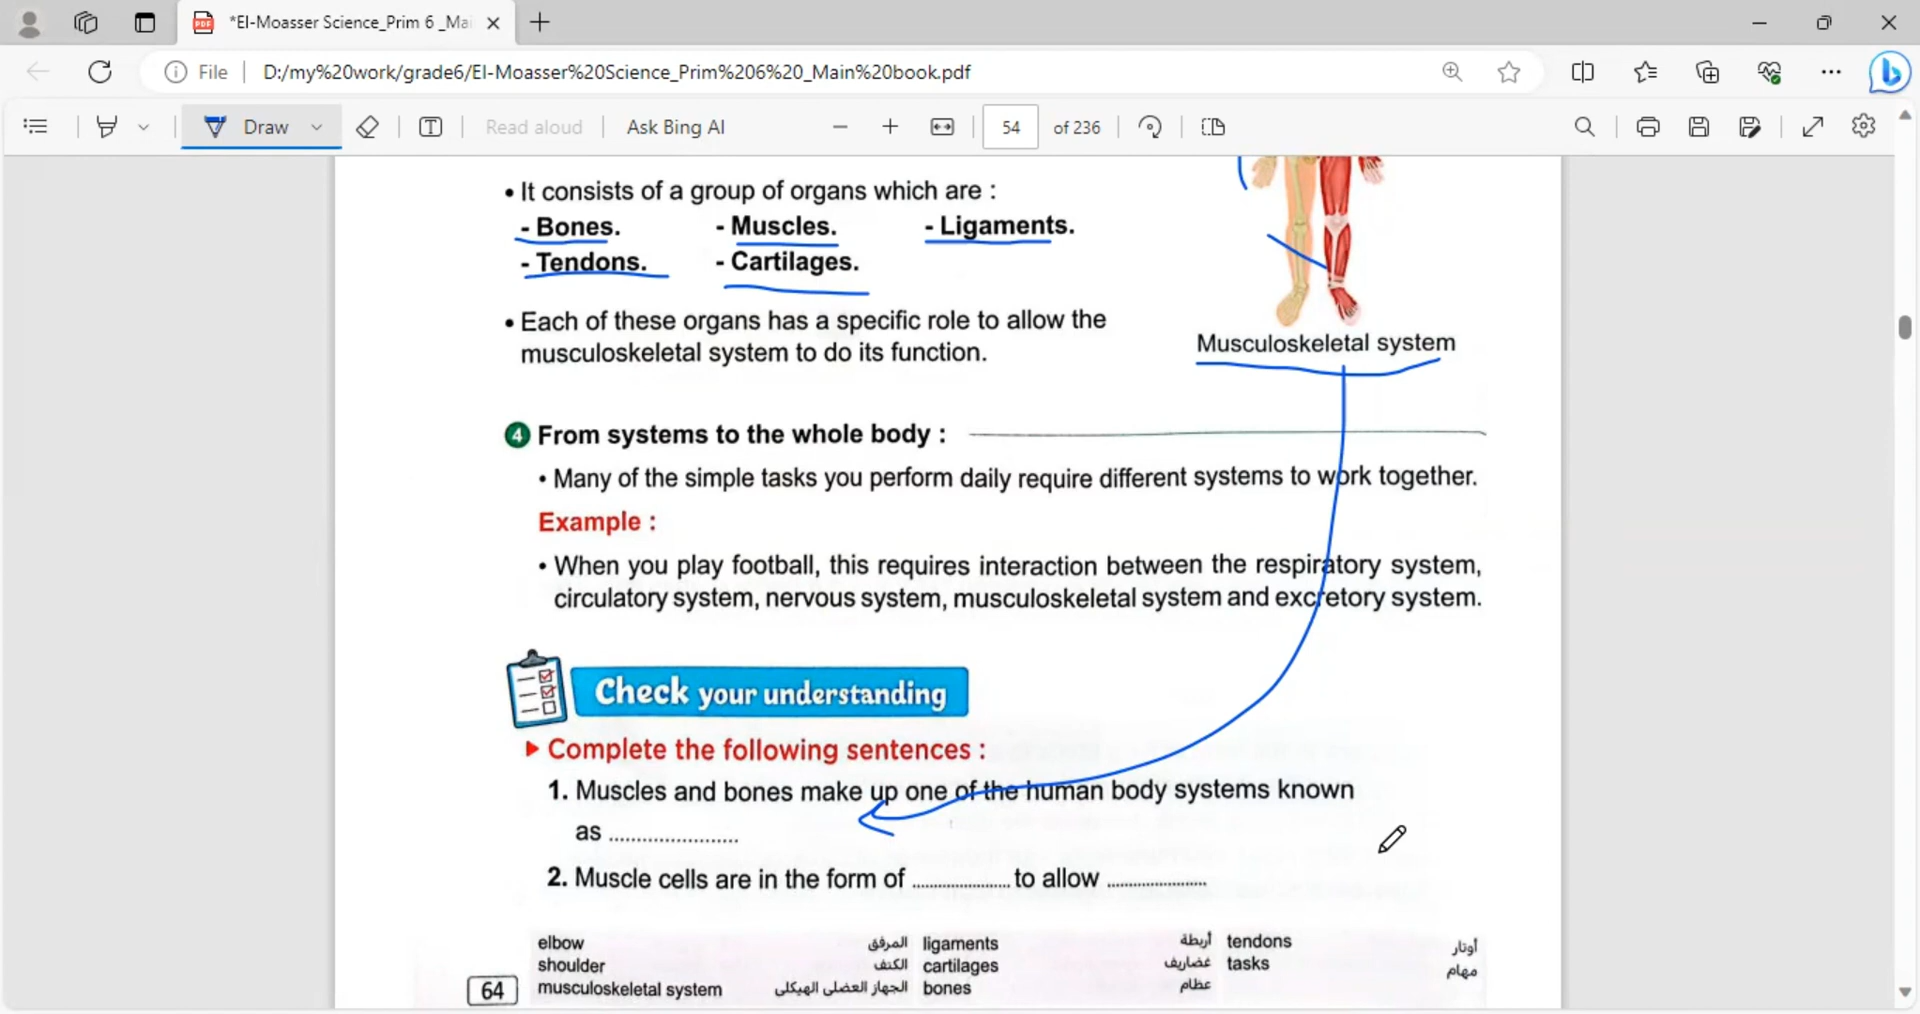 *El-Moasser Science_Prim 6 _Mai
File
D:/my%20work/grade6/El-Moasser%20Science_Prim%206%20_Main%20book.pdf
Draw
Read aloud
Ask Bing AI
54
of 236
• It consists of a group of organs which are :
- Bones. - Muscles. - Ligaments.
- Tendons. - Cartilages.
• Each of these organs has a specific role to allow the
musculoskeletal system to do its function.
Musculoskeletal system
4 From systems to the whole body :
• Many of the simple tasks you perform daily require different systems to work together.
Example :
• When you play football, this requires interaction between the respiratory system,
circulatory system, nervous system, musculoskeletal system and excretory system.
Check your understanding
Complete the following sentences :
1. Muscles and bones make up one of the human body systems known
as ......................
2. Muscle cells are in the form of ...................... to allow ......................
elbow المرفق ligaments أربطة tendons أوتار
shoulder الكتف cartilages غضاريف tasks مهام
musculoskeletal system الجهاز العضلى الهيكلى bones عظام
64